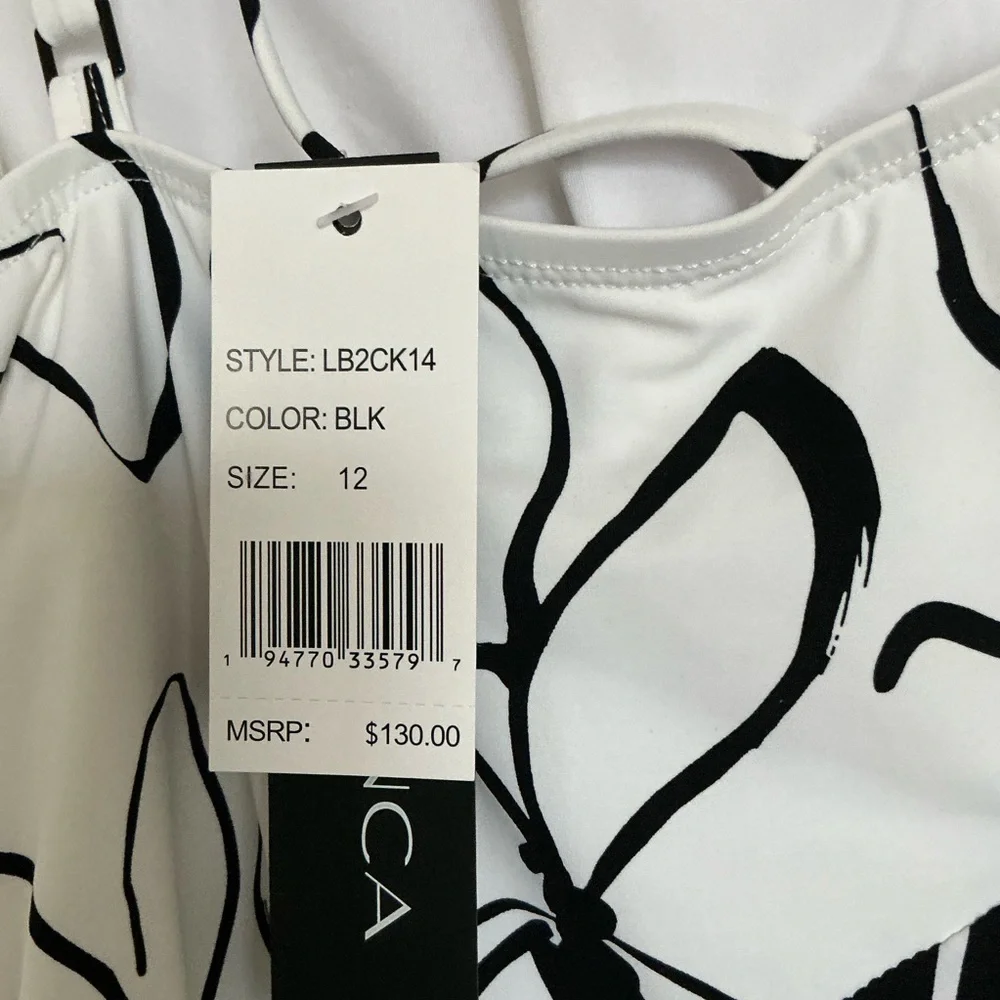 STYLE: LB2CK14
COLOR: BLK
SIZE: 12
1 94770 33579 7
MSRP: $130.00
NCA